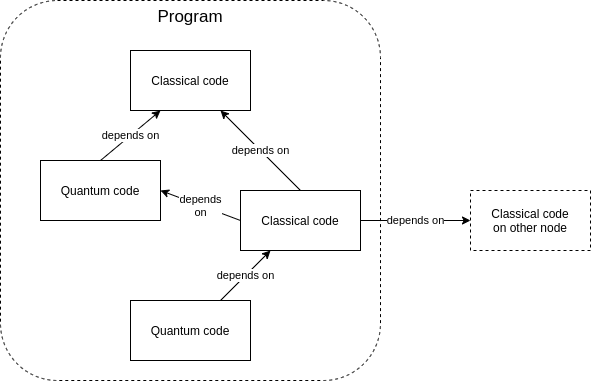 Program
Classical code
depends on
depends on
Quantum code
depends
on
Classical code
depends on
Classical code
on other node
depends on
Quantum code